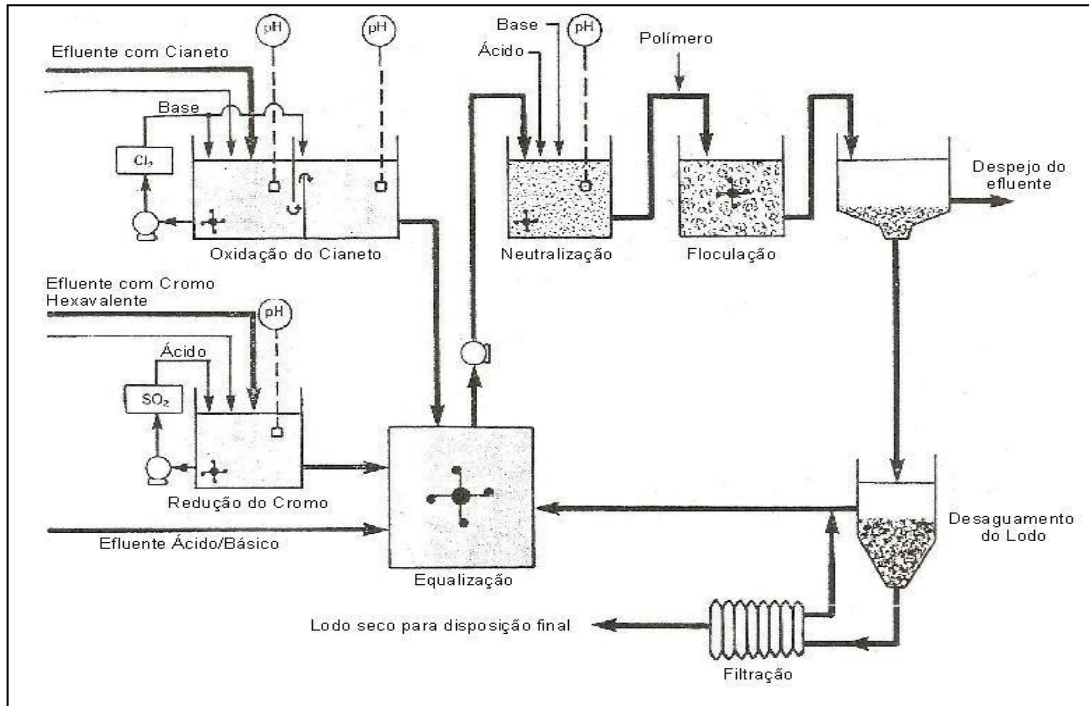 pH
pH
Efluente com Cianeto
Base
Cl₂
Oxidação do Cianeto
Base
Ácido
pH
Neutralização
Polímero
Floculação
Despejo do
efluente
Efluente com Cromo
Hexavalente
pH
Ácido
SO₂
Redução do Cromo
Efluente Ácido/Básico
Equalização
Desaguamento
do Lodo
Lodo seco para disposição final
Filtração